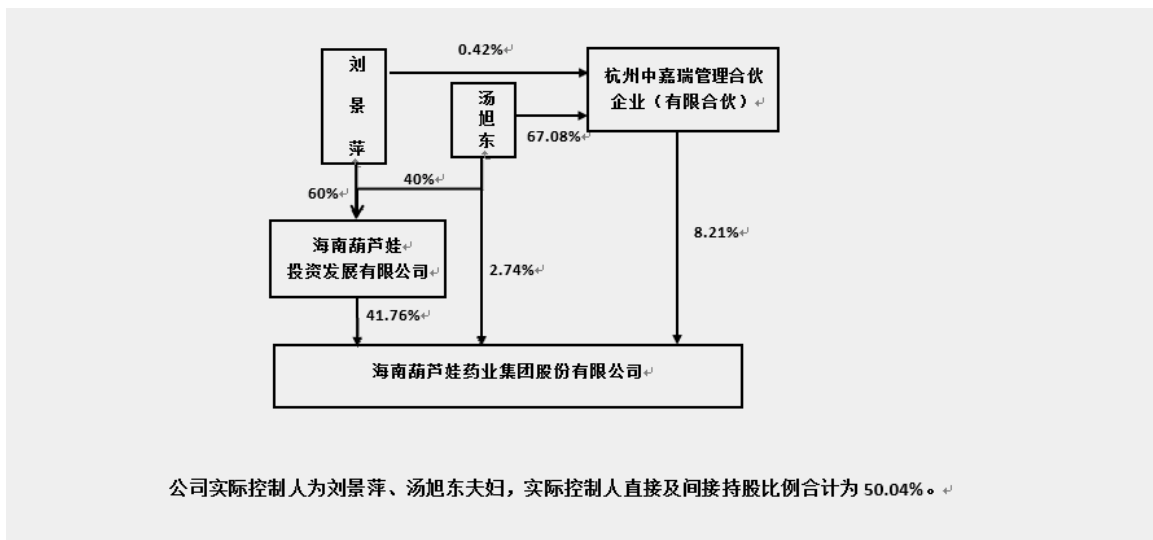 0.42%
刘
景
萍
汤
旭
东
杭州中嘉瑞管理合伙
企业（有限合伙）
67.08%
40%
60%
8.21%
海南葫芦娃
投资发展有限公司
2.74%
41.76%
海南葫芦娃药业集团股份有限公司
公司实际控制人为刘景萍、汤旭东夫妇，实际控制人直接及间接持股比例合计为 50.04%。